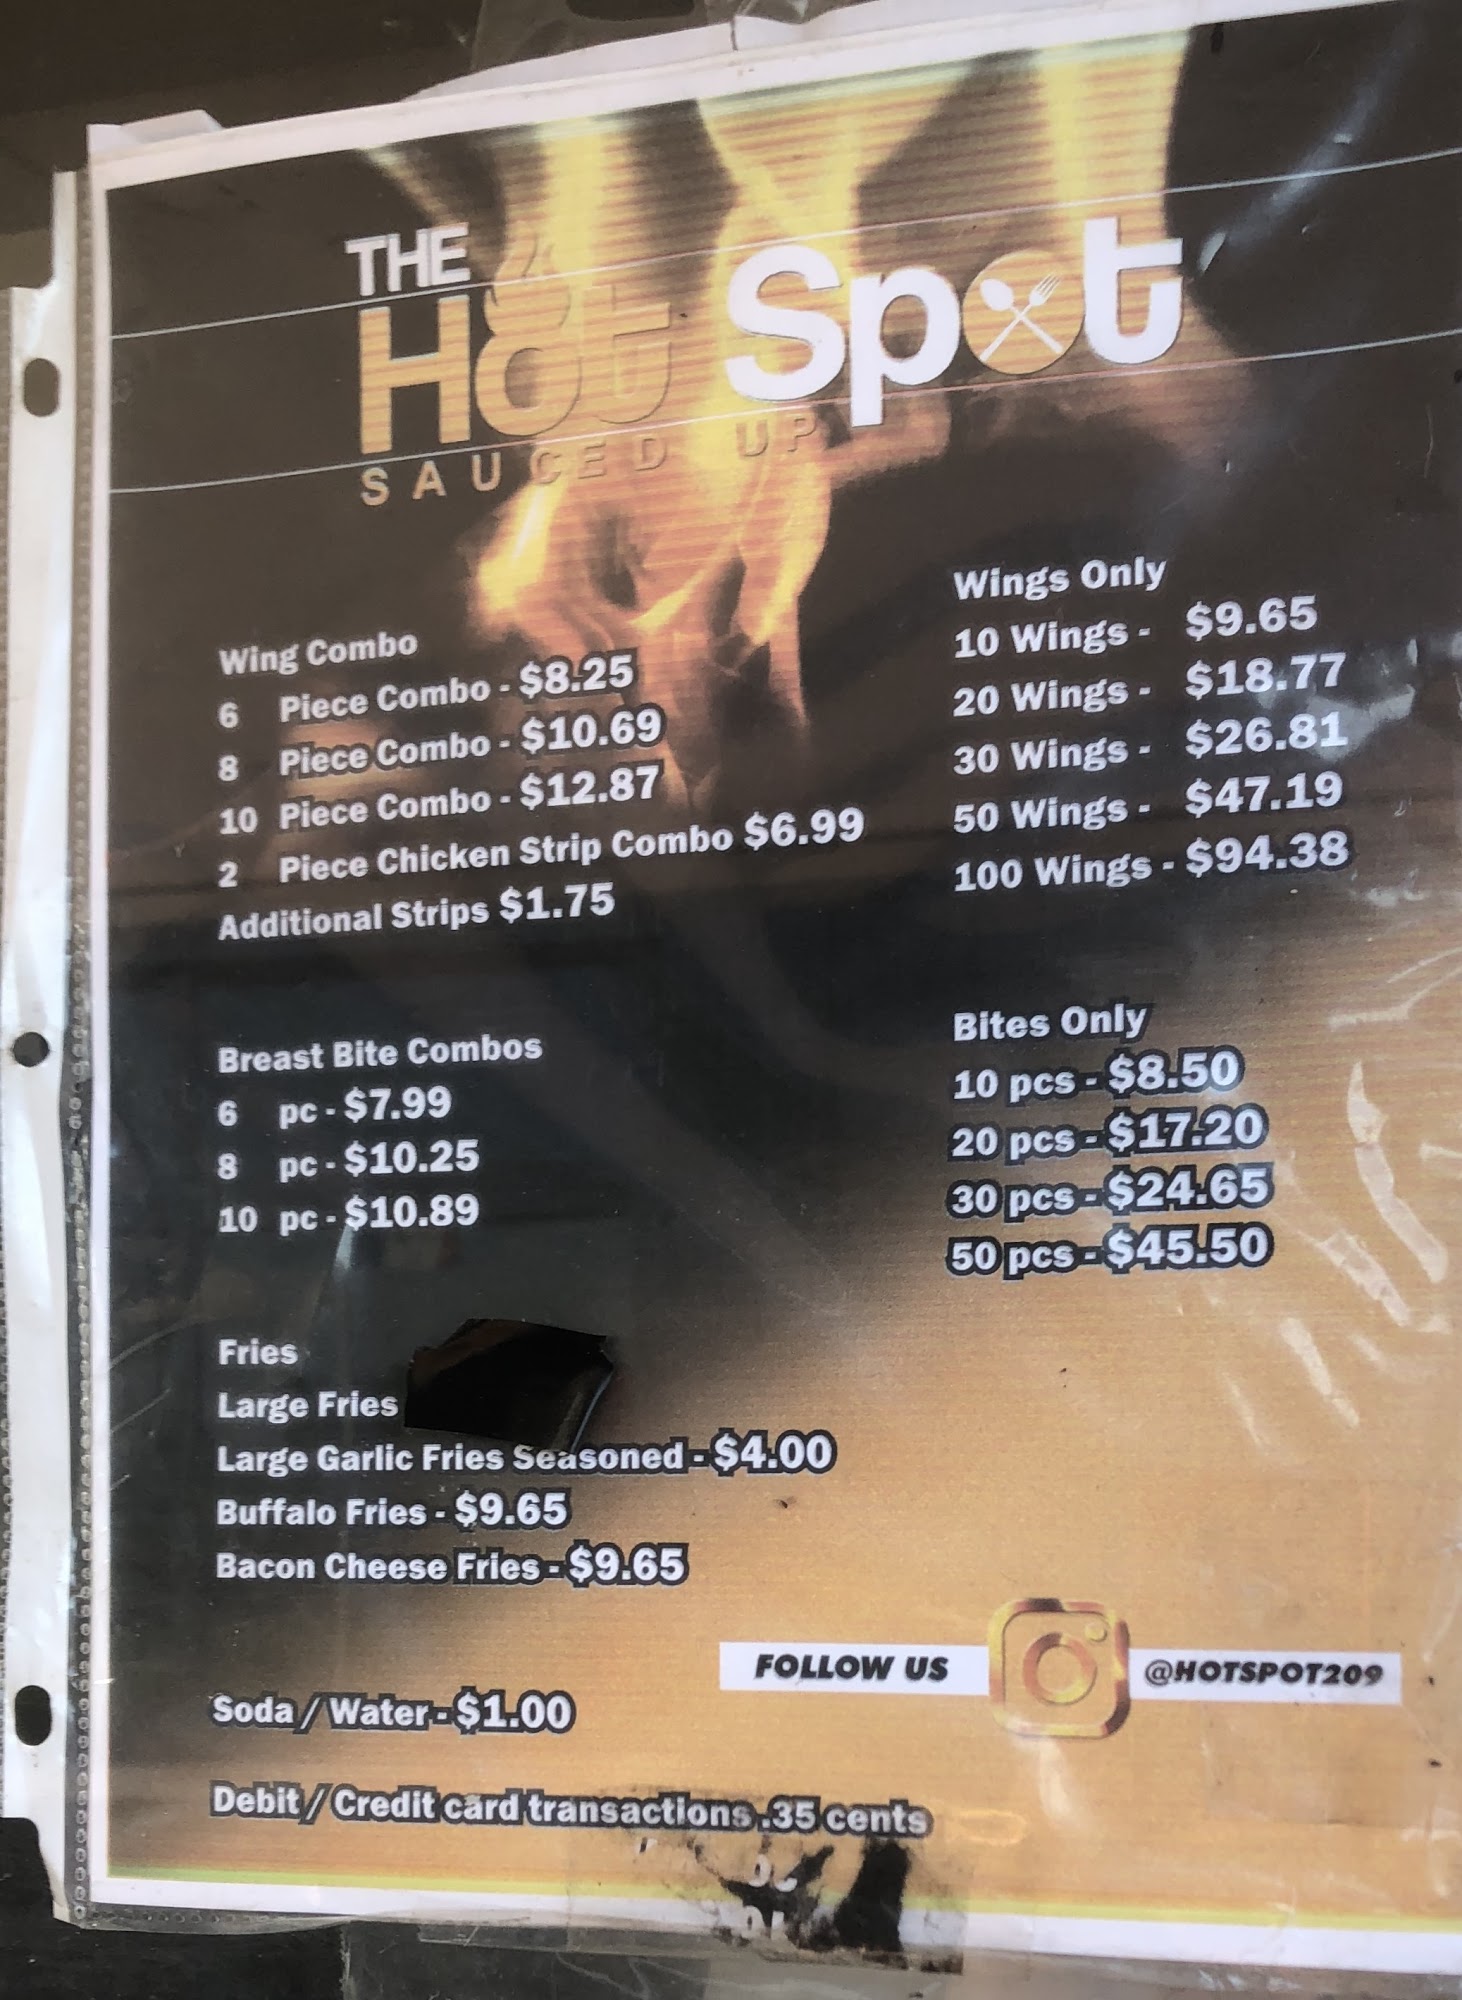 THE
Hot Spot
SAUCED UP
Wing Combo
6 Piece Combo - $8.25
8 Piece Combo - $10.69
10 Piece Combo - $12.87
2 Piece Chicken Strip Combo $6.99
Additional Strips $1.75
Wings Only
10 Wings - $9.65
20 Wings - $18.77
30 Wings - $26.81
50 Wings - $47.19
100 Wings - $94.38
Breast Bite Combos
6 pc - $7.99
8 pc - $10.25
10 pc - $10.89
Bites Only
10 pcs - $8.50
20 pcs - $17.20
30 pcs - $24.65
50 pcs - $45.50
Fries
Large Fries
Large Garlic Fries Seasoned - $4.00
Buffalo Fries - $9.65
Bacon Cheese Fries - $9.65
FOLLOW US @HOTSPOT209
Soda / Water - $1.00
Debit / Credit card transactions .35 cents